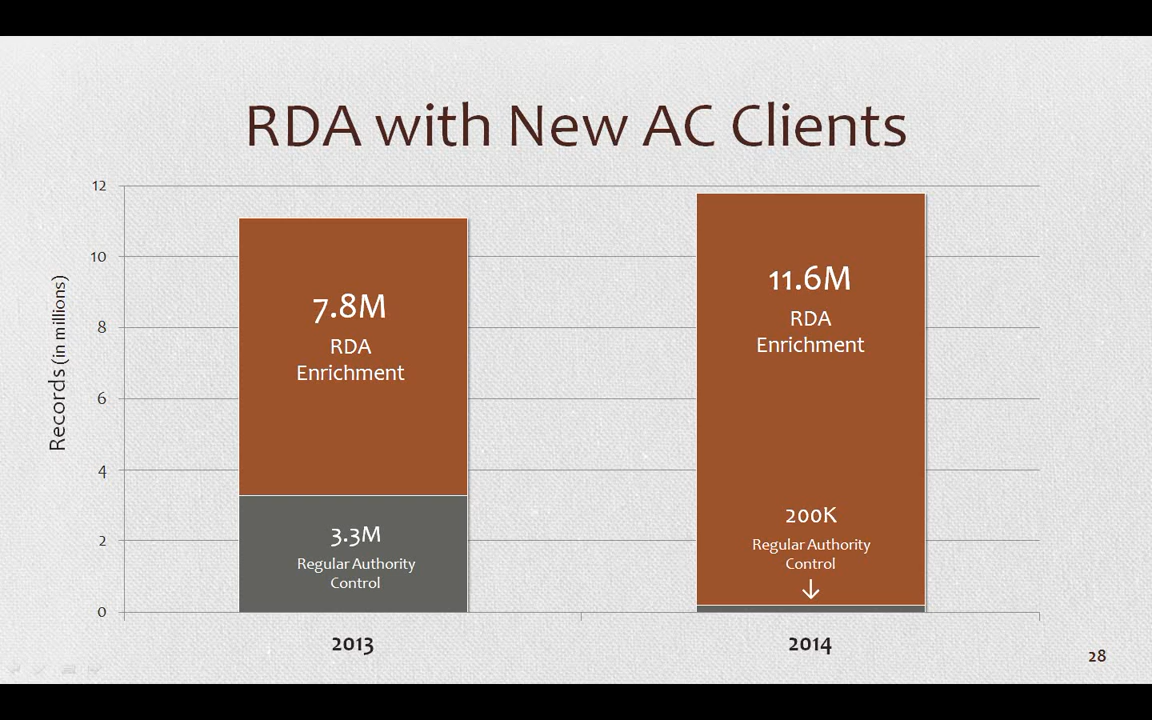 RDA with New AC Clients
Records (in millions)
12
10
8
6
4
2
0
7.8M
RDA
Enrichment
3.3M
Regular Authority
Control
11.6M
RDA
Enrichment
200K
Regular Authority
Control
↓
2013
2014
28